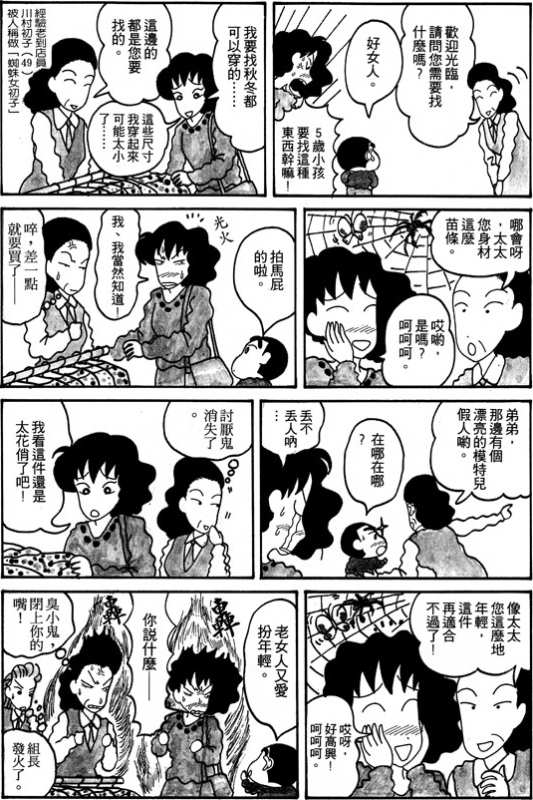 歡迎光臨，
請問您需要找
什麼嗎？
好女人。
5歲小孩
要找這種
東西幹嘛！
我要找秋冬都
可以穿的……
這邊的
都是您要
找的。
這些尺寸
我穿起來
可能太小
了……
經驗老到店員
川村初子（49）
被人稱做「蜘蛛女初子」
哪會呀
，太太
您身材
這麼
苗條。
哎喲，
是嗎？
呵呵呵。
拍馬屁
的啦。
光火
我、我當然知道！
啐，差一點
就要買了——
弟弟，
那邊有個
漂亮的模特兒
假人喲。
在哪在哪
？
丟不
丟人吶
…
討厭鬼
消失了
。
我看這件還是
太花俏了吧！
像太太
您這麼地
年輕，
這件
再適合
不過了！
哎呀，
好高興！
呵呵呵。
老女人又愛
扮年輕。
轟
轟
你説什麼——
臭小鬼，
閉上你的
嘴！
組長
發火了。